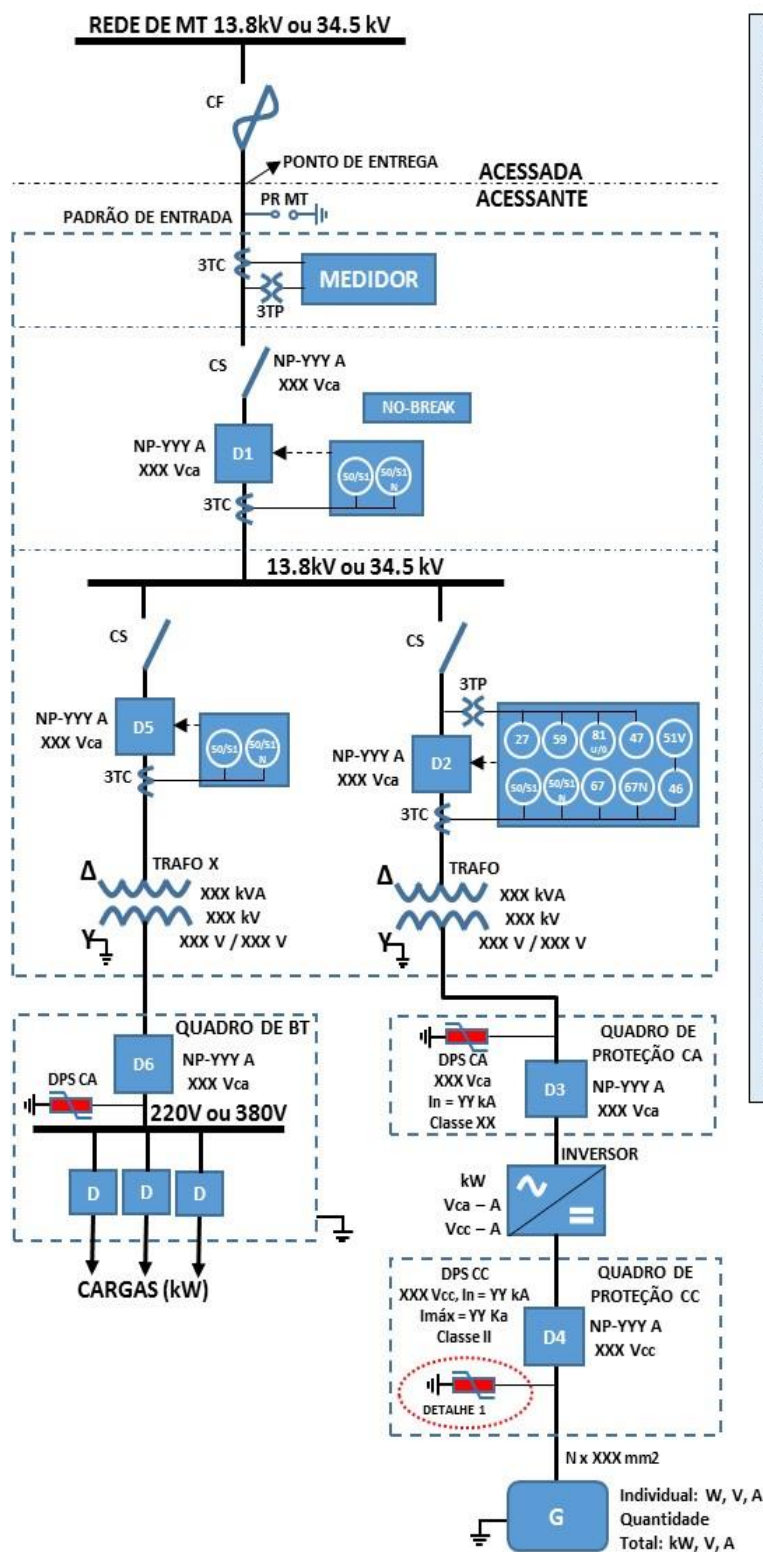 REDE DE MT 13.8kV ou 34.5 kV
CF
PONTO DE ENTREGA
ACESSADA
ACESSANTE
PR MT
PADRÃO DE ENTRADA
3TC
MEDIDOR
3TP
CS
NP-YYY A
XXX Vca
NO-BREAK
NP-YYY A
XXX Vca
D1
50/51
50/51
N
3TC
13.8kV ou 34.5 kV
CS
CS
3TP
NP-YYY A
XXX Vca
D5
50/51
50/51
N
3TC
NP-YYY A
XXX Vca
D2
27
59
81
U/O
47
51V
50/51
50/51
N
67
67N
46
3TC
Δ
TRAFO X
XXX kVA
XXX kV
XXX V / XXX V
Y
Δ
TRAFO
XXX kVA
XXX kV
XXX V / XXX V
Y
QUADRO DE BT
D6
NP-YYY A
XXX Vca
DPS CA
220V ou 380V
D
D
D
CARGAS (kW)
QUADRO DE
PROTEÇÃO CA
DPS CA
XXX Vca
In = YY kA
Classe XX
D3
NP-YYY A
XXX Vca
INVERSOR
kW
Vca – A
Vcc – A
DPS CC
XXX Vcc, In = YY kA
Imáx = YY Ka
Classe II
QUADRO DE
PROTEÇÃO CC
D4
NP-YYY A
XXX Vcc
DETALHE 1
N x XXX mm2
G
Individual: W, V, A
Quantidade
Total: kW, V, A